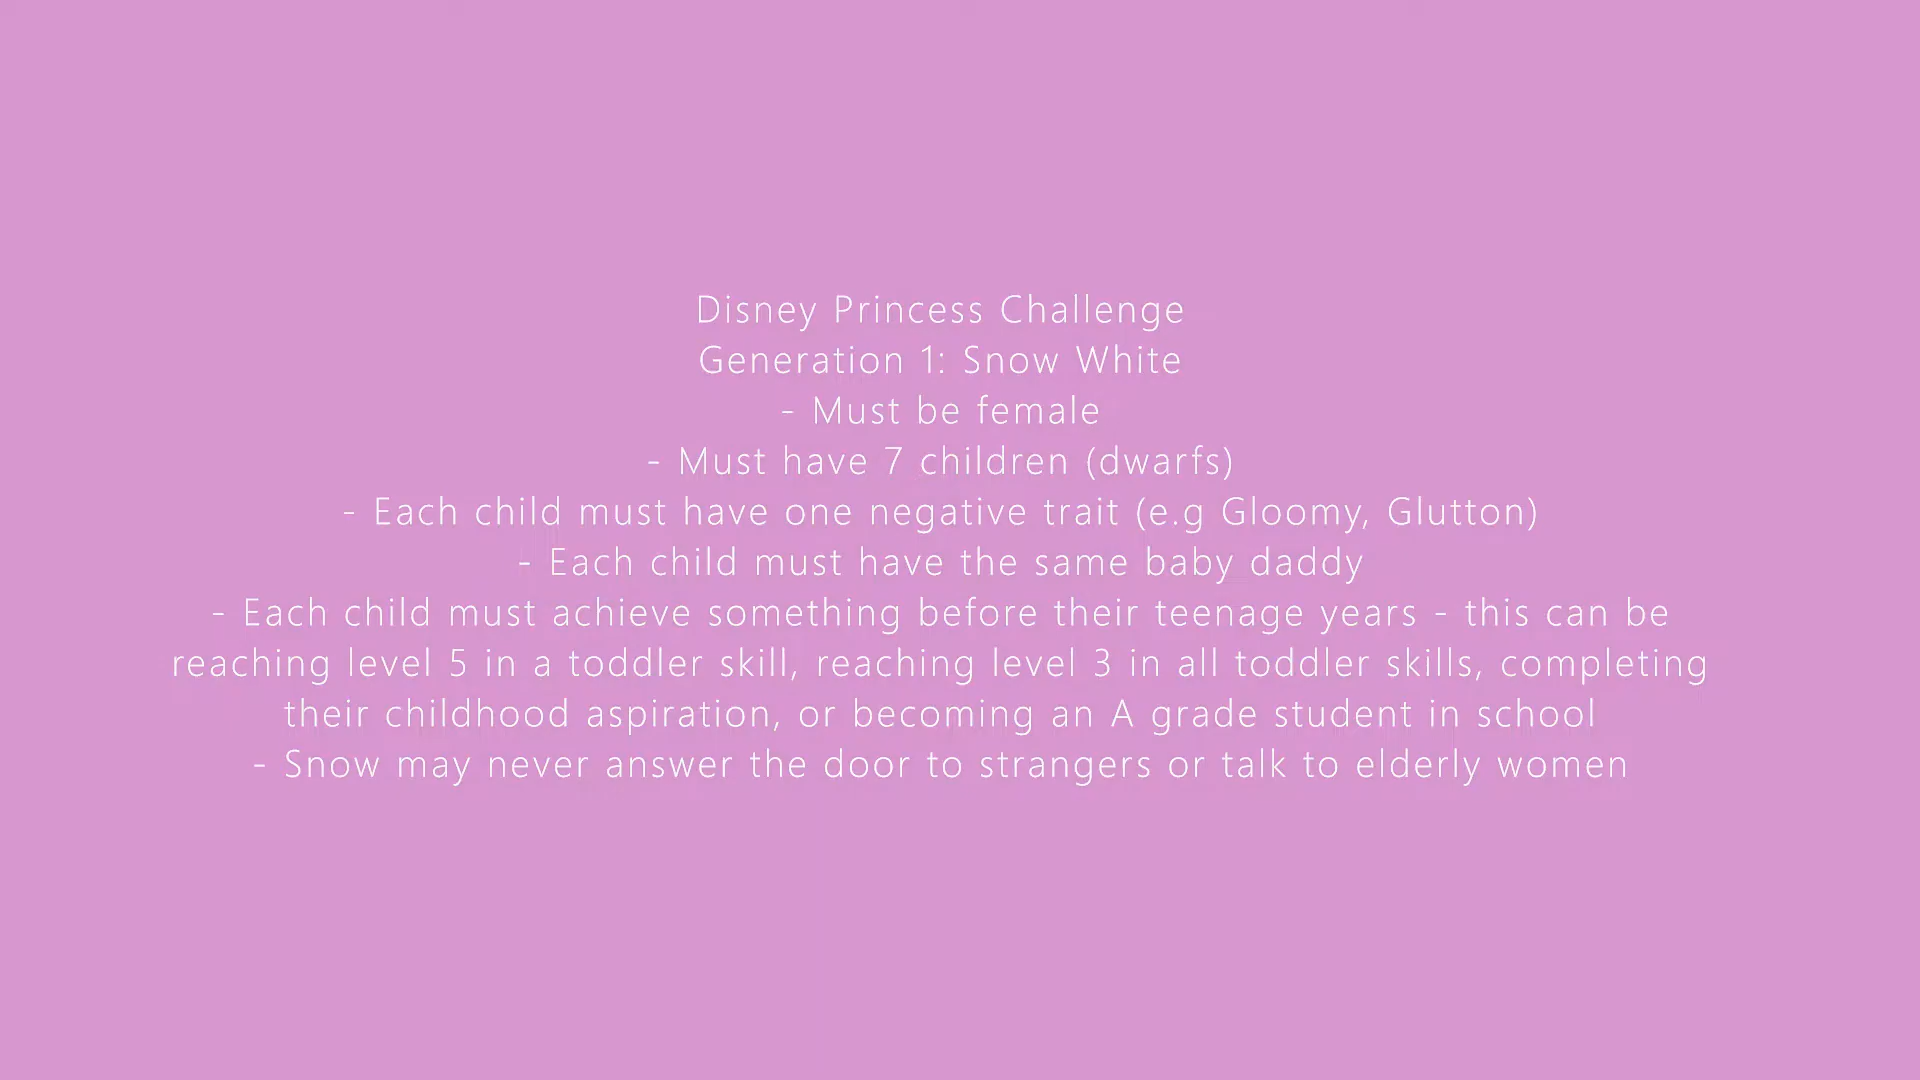 Disney Princess Challenge
Generation 1: Snow White
- Must be female
- Must have 7 children (dwarfs)
- Each child must have one negative trait (e.g Gloomy, Glutton)
- Each child must have the same baby daddy
- Each child must achieve something before their teenage years - this can be
reaching level 5 in a toddler skill, reaching level 3 in all toddler skills, completing
their childhood aspiration, or becoming an A grade student in school
- Snow may never answer the door to strangers or talk to elderly women